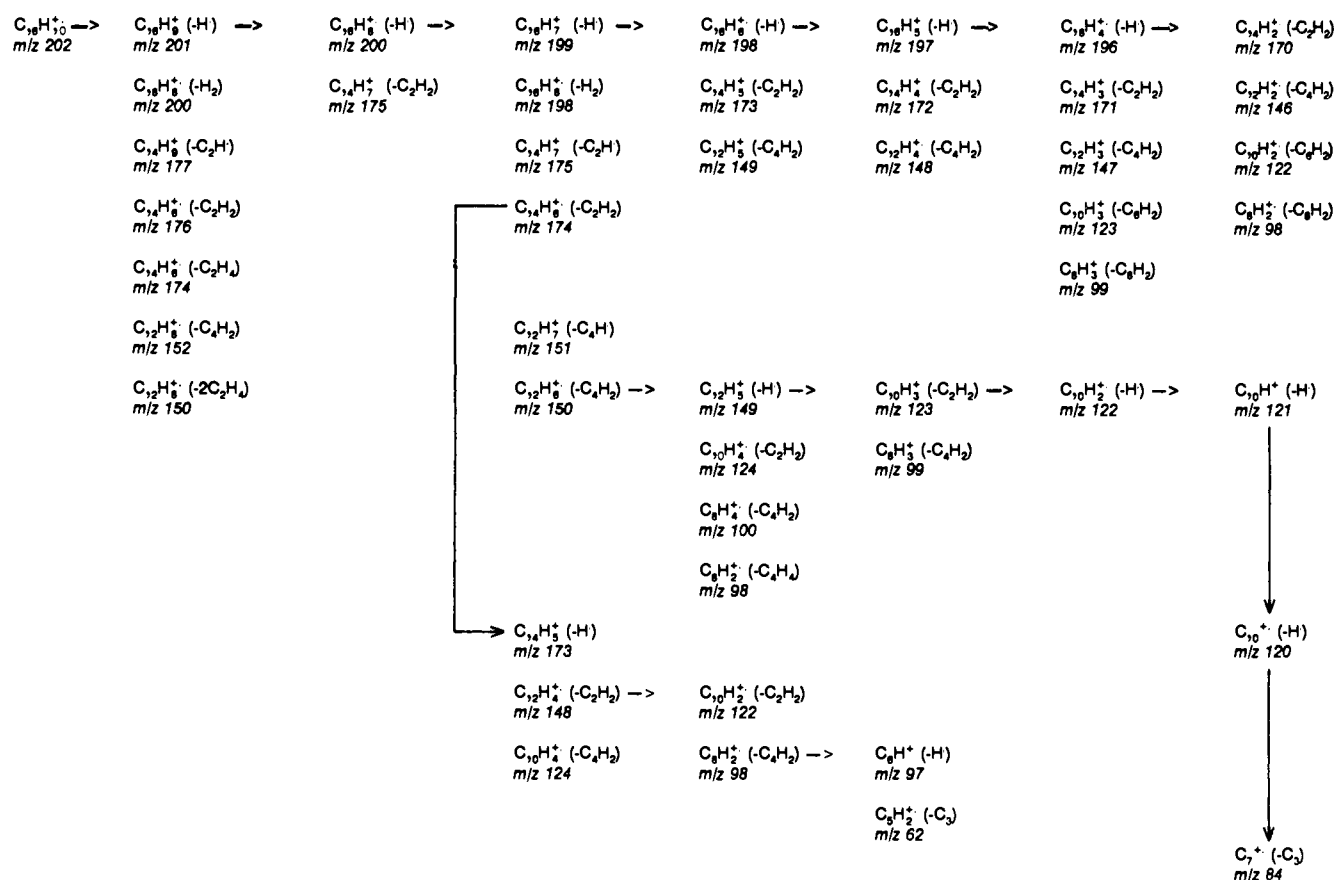 C₁₆H₁₀⁺· —> C₁₆H₉⁺ (-H·) —> C₁₆H₈⁺· (-H·) —> C₁₆H₇⁺ (-H·) —> C₁₆H₆⁺· (-H·) —> C₁₆H₅⁺ (-H·) —> C₁₆H₄⁺· (-H·) —> C₁₄H₂⁺· (-C₂H₂)
m/z 202 m/z 201 m/z 200 m/z 199 m/z 198 m/z 197 m/z 196 m/z 170
C₁₆H₈⁺· (-H₂) C₁₄H₇⁺ (-C₂H₂) C₁₆H₆⁺· (-H₂) C₁₄H₅⁺ (-C₂H₂) C₁₄H₄⁺· (-C₂H₂) C₁₄H₃⁺ (-C₂H₂) C₁₂H₂⁺· (-C₄H₂)
m/z 200 m/z 175 m/z 198 m/z 173 m/z 172 m/z 171 m/z 146
C₁₄H₉⁺ (-C₂H·) C₁₄H₇⁺ (-C₂H·) C₁₂H₅⁺ (-C₄H₂) C₁₂H₄⁺· (-C₄H₂) C₁₂H₃⁺ (-C₄H₂) C₁₀H₂⁺· (-C₆H₂)
m/z 177 m/z 175 m/z 149 m/z 148 m/z 147 m/z 122
C₁₄H₈⁺· (-C₂H₂) C₁₄H₆⁺· (-C₂H₂) C₁₀H₃⁺ (-C₆H₂) C₈H₂⁺· (-C₈H₂)
m/z 176 m/z 174 m/z 123 m/z 98
C₁₄H₆⁺· (-C₂H₄) C₈H₃⁺ (-C₈H₂)
m/z 174 m/z 99
C₁₂H₈⁺· (-C₄H₂) C₁₂H₇⁺ (-C₄H)
m/z 152 m/z 151
C₁₂H₆⁺· (-2C₂H₄) C₁₂H₆⁺· (-C₄H₂) —> C₁₂H₅⁺ (-H·) —> C₁₀H₃⁺ (-C₂H₂) —> C₁₀H₂⁺· (-H·) —> C₁₀H⁺ (-H·)
m/z 150 m/z 150 m/z 149 m/z 123 m/z 122 m/z 121
C₁₀H₄⁺· (-C₂H₂) C₈H₃⁺ (-C₄H₂)
m/z 124 m/z 99
C₈H₄⁺· (-C₄H₂)
m/z 100
C₈H₂⁺· (-C₄H₄)
m/z 98
C₁₄H₅⁺ (-H·) C₁₀⁺· (-H·)
m/z 173 m/z 120
C₁₂H₄⁺· (-C₂H₂) —> C₁₀H₂⁺· (-C₂H₂)
m/z 148 m/z 122
C₁₀H₄⁺· (-C₄H₂) C₈H₂⁺· (-C₄H₂) —> C₈H⁺ (-H·)
m/z 124 m/z 98 m/z 97
C₅H₂⁺· (-C₃)
m/z 62
C₇⁺· (-C₃)
m/z 84